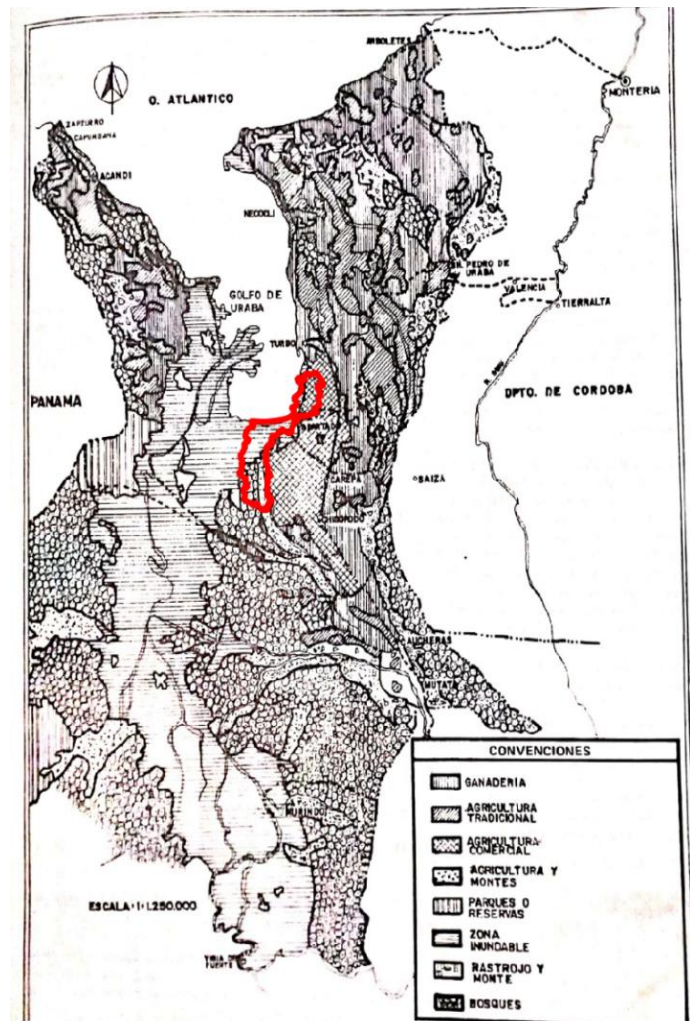 ARBOLETES
MONTERIA
O. ATLANTICO
ZAPZURRO
CAPURGANA
ACANDI
NECOCLI
PEDRO DE
URABA
GOLFO DE
URABA
VALENCIA
TIERRALTA
TURBO
PANAMA
DPTO. DE CORDOBA
CAREPA
SAIZA
MUTATA
MURINDO
ESCALA: 1:1.250.000
CONVENCIONES
GANADERIA
AGRICULTURA
TRADICIONAL
AGRICULTURA
COMERCIAL
AGRICULTURA Y
MONTES
PARQUES O
RESERVAS
ZONA
INUNDABLE
RASTROJO Y
MONTE
BOSQUES